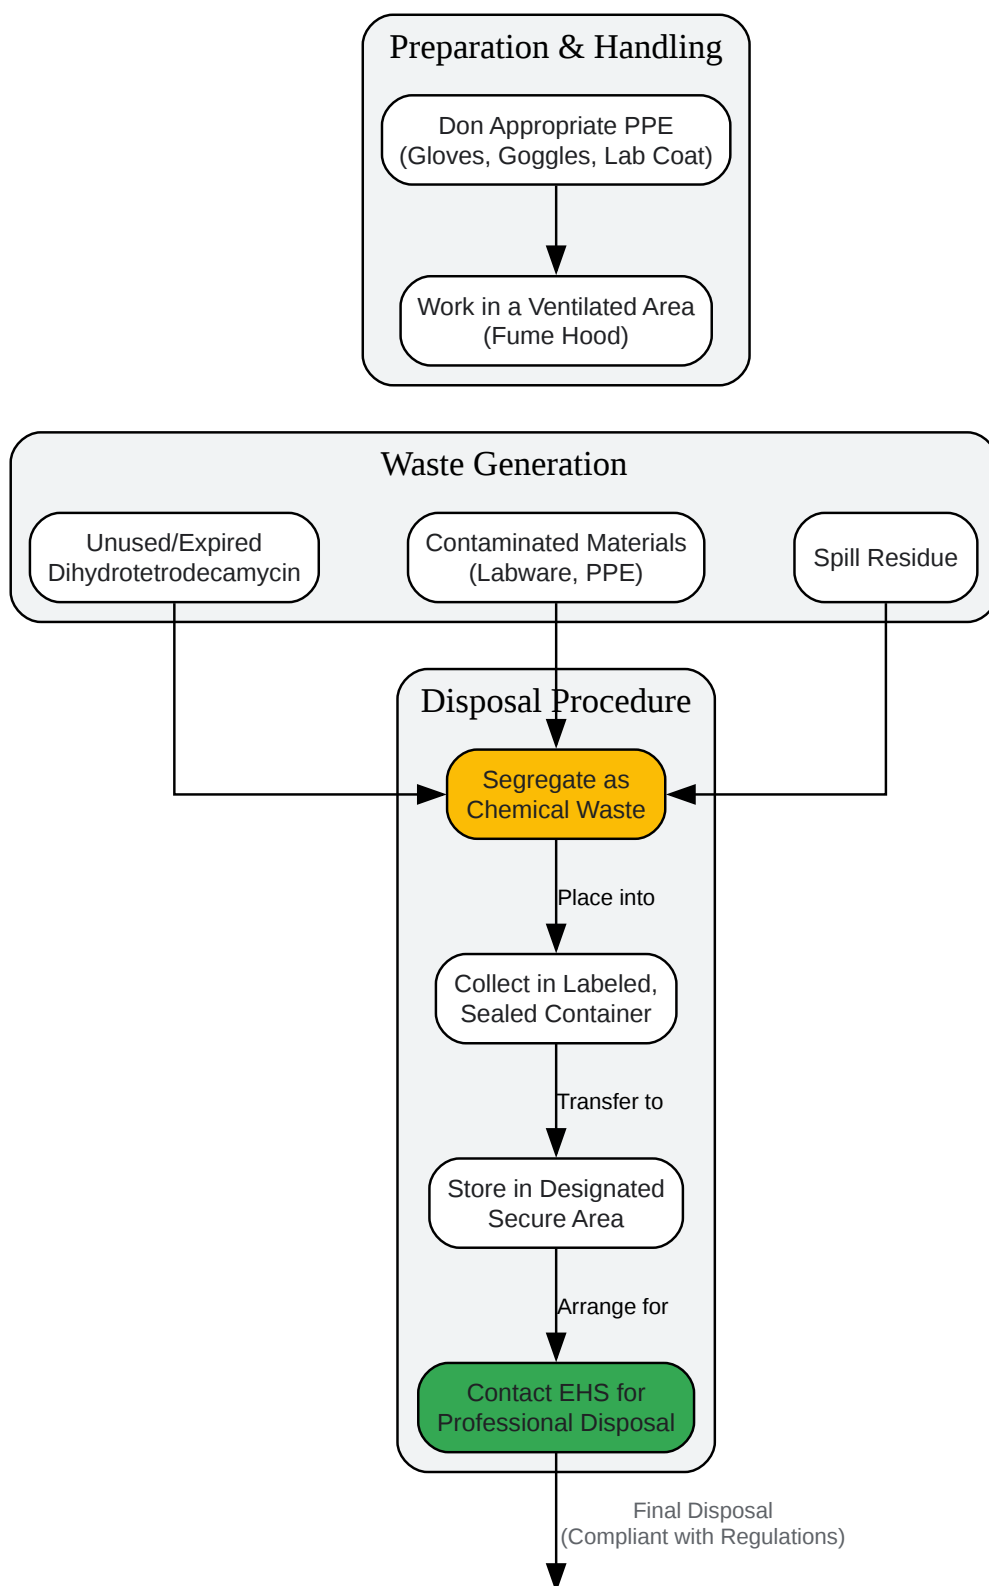 Preparation & Handling
Don Appropriate PPE
(Gloves, Goggles, Lab Coat)
Work in a Ventilated Area
(Fume Hood)
Waste Generation
Unused/Expired
Dihydrotetrodecamycin
Contaminated Materials
(Labware, PPE)
Spill Residue
Disposal Procedure
Segregate as
Chemical Waste
Place into
Collect in Labeled,
Sealed Container
Transfer to
Store in Designated
Secure Area
Arrange for
Contact EHS for
Professional Disposal
Final Disposal
(Compliant with Regulations)